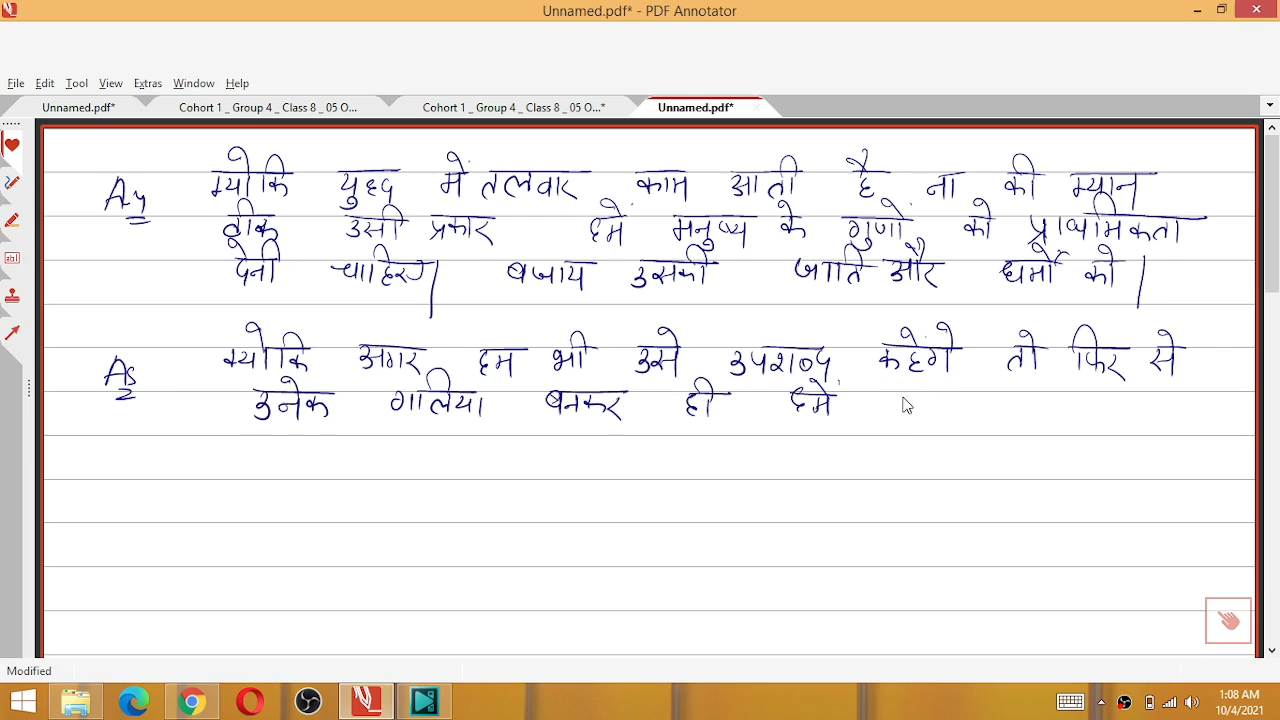 Unnamed.pdf* - PDF Annotator
File Edit Tool View Extras Window Help
Unnamed.pdf* Cohort 1 _ Group 4 _ Class 8 _ 05 O... Cohort 1 _ Group 4 _ Class 8 _ 05 O...* Unnamed.pdf*
A4 क्योकि युध्द में तलवार काम आती है ना की म्यान
ठीक उसी प्रकार हमें मनुष्य के गुणों को प्राथमिकता
देनी चाहिए| बजाय उसकी जाति और धर्मो को|
A5 क्योकि अगर हम भी उसे अपशब्द कहेगे तो फिर से
अनेक गालिया बनकर ही हमें
Modified
1:08 AM
10/4/2021